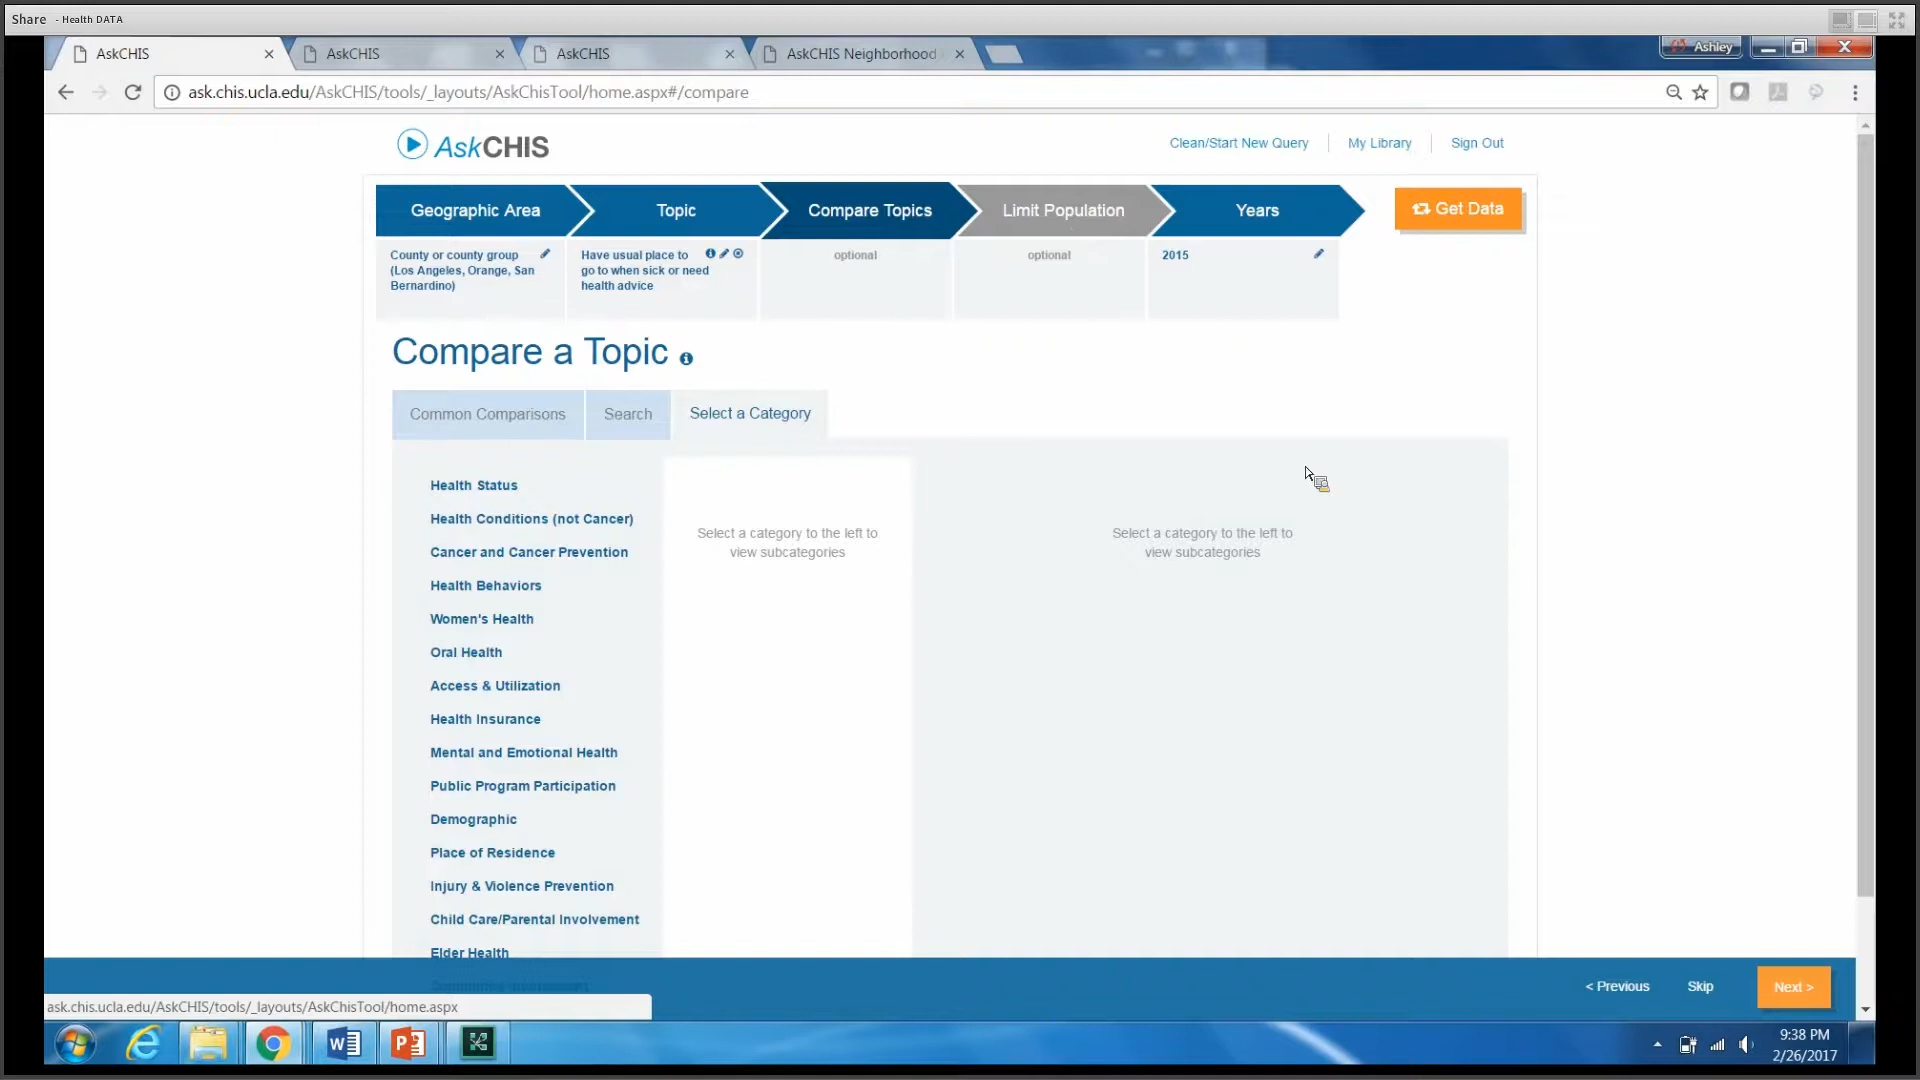 Share - Health DATA
AskCHIS
AskCHIS
AskCHIS
AskCHIS Neighborhood
Ashley
ask.chis.ucla.edu/AskCHIS/tools/_layouts/AskChisTool/home.aspx#/compare
AskCHIS
Clean/Start New Query
My Library
Sign Out
Geographic Area
Topic
Compare Topics
Limit Population
Years
Get Data
County or county group
(Los Angeles, Orange, San
Bernardino)
Have usual place to
go to when sick or need
health advice
optional
optional
2015
Compare a Topic
Common Comparisons
Search
Select a Category
Health Status
Health Conditions (not Cancer)
Cancer and Cancer Prevention
Health Behaviors
Women's Health
Oral Health
Access & Utilization
Health Insurance
Mental and Emotional Health
Public Program Participation
Demographic
Place of Residence
Injury & Violence Prevention
Child Care/Parental Involvement
Elder Health
Select a category to the left to
view subcategories
Select a category to the left to
view subcategories
< Previous
Skip
Next >
ask.chis.ucla.edu/AskCHIS/tools/_layouts/AskChisTool/home.aspx
9:38 PM
2/26/2017